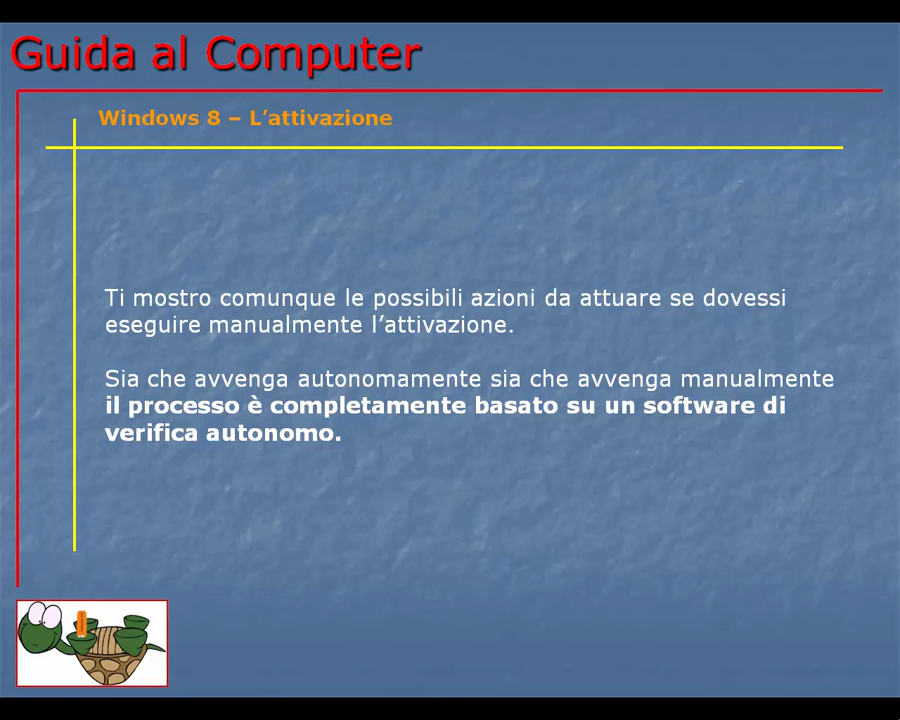 Guida al Computer
Windows 8 – L’attivazione
Ti mostro comunque le possibili azioni da attuare se dovessi
eseguire manualmente l’attivazione.
Sia che avvenga autonomamente sia che avvenga manualmente
il processo è completamente basato su un software di
verifica autonomo.